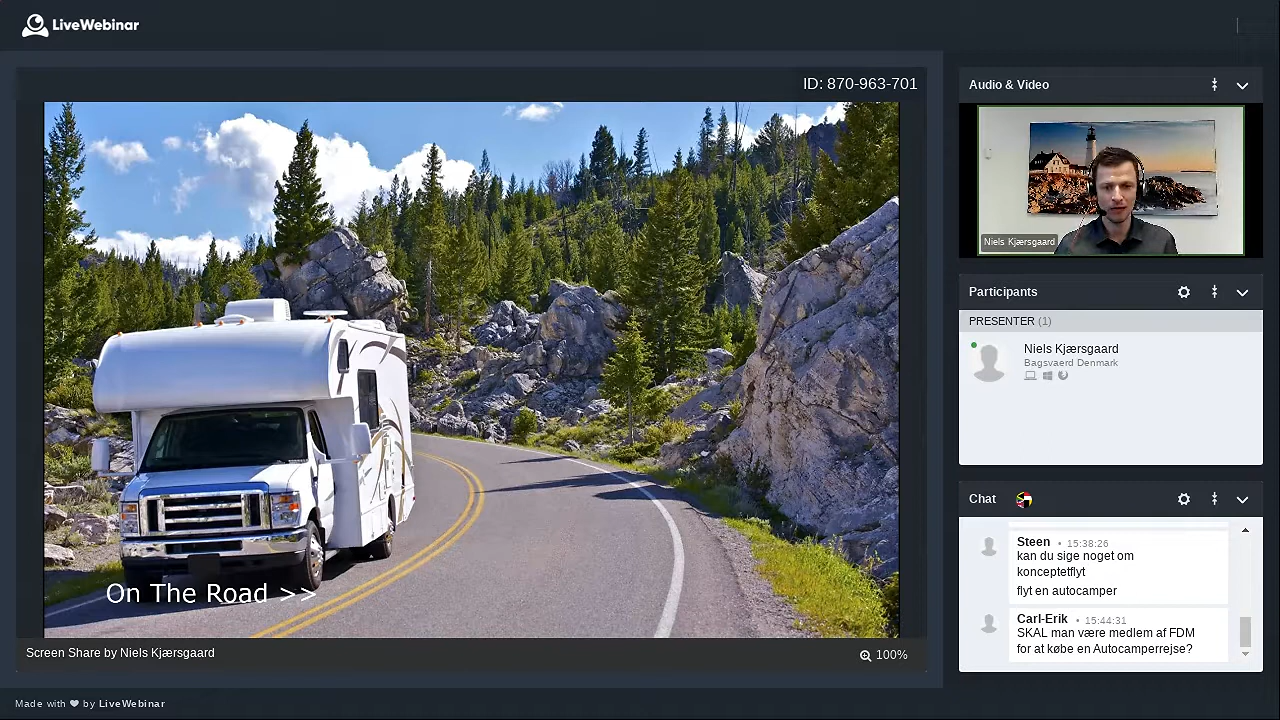 LiveWebinar
ID: 870-963-701
On The Road >>
Screen Share by Niels Kjærsgaard
100%
Made with by LiveWebinar
Audio & Video
Niels Kjærsgaard
Participants
PRESENTER (1)
Niels Kjærsgaard
Bagsvaerd Denmark
Chat
Steen • 15:38:26
kan du sige noget om
konceptetflyt
flyt en autocamper
Carl-Erik • 15:44:31
SKAL man være medlem af FDM
for at købe en Autocamperrejse?